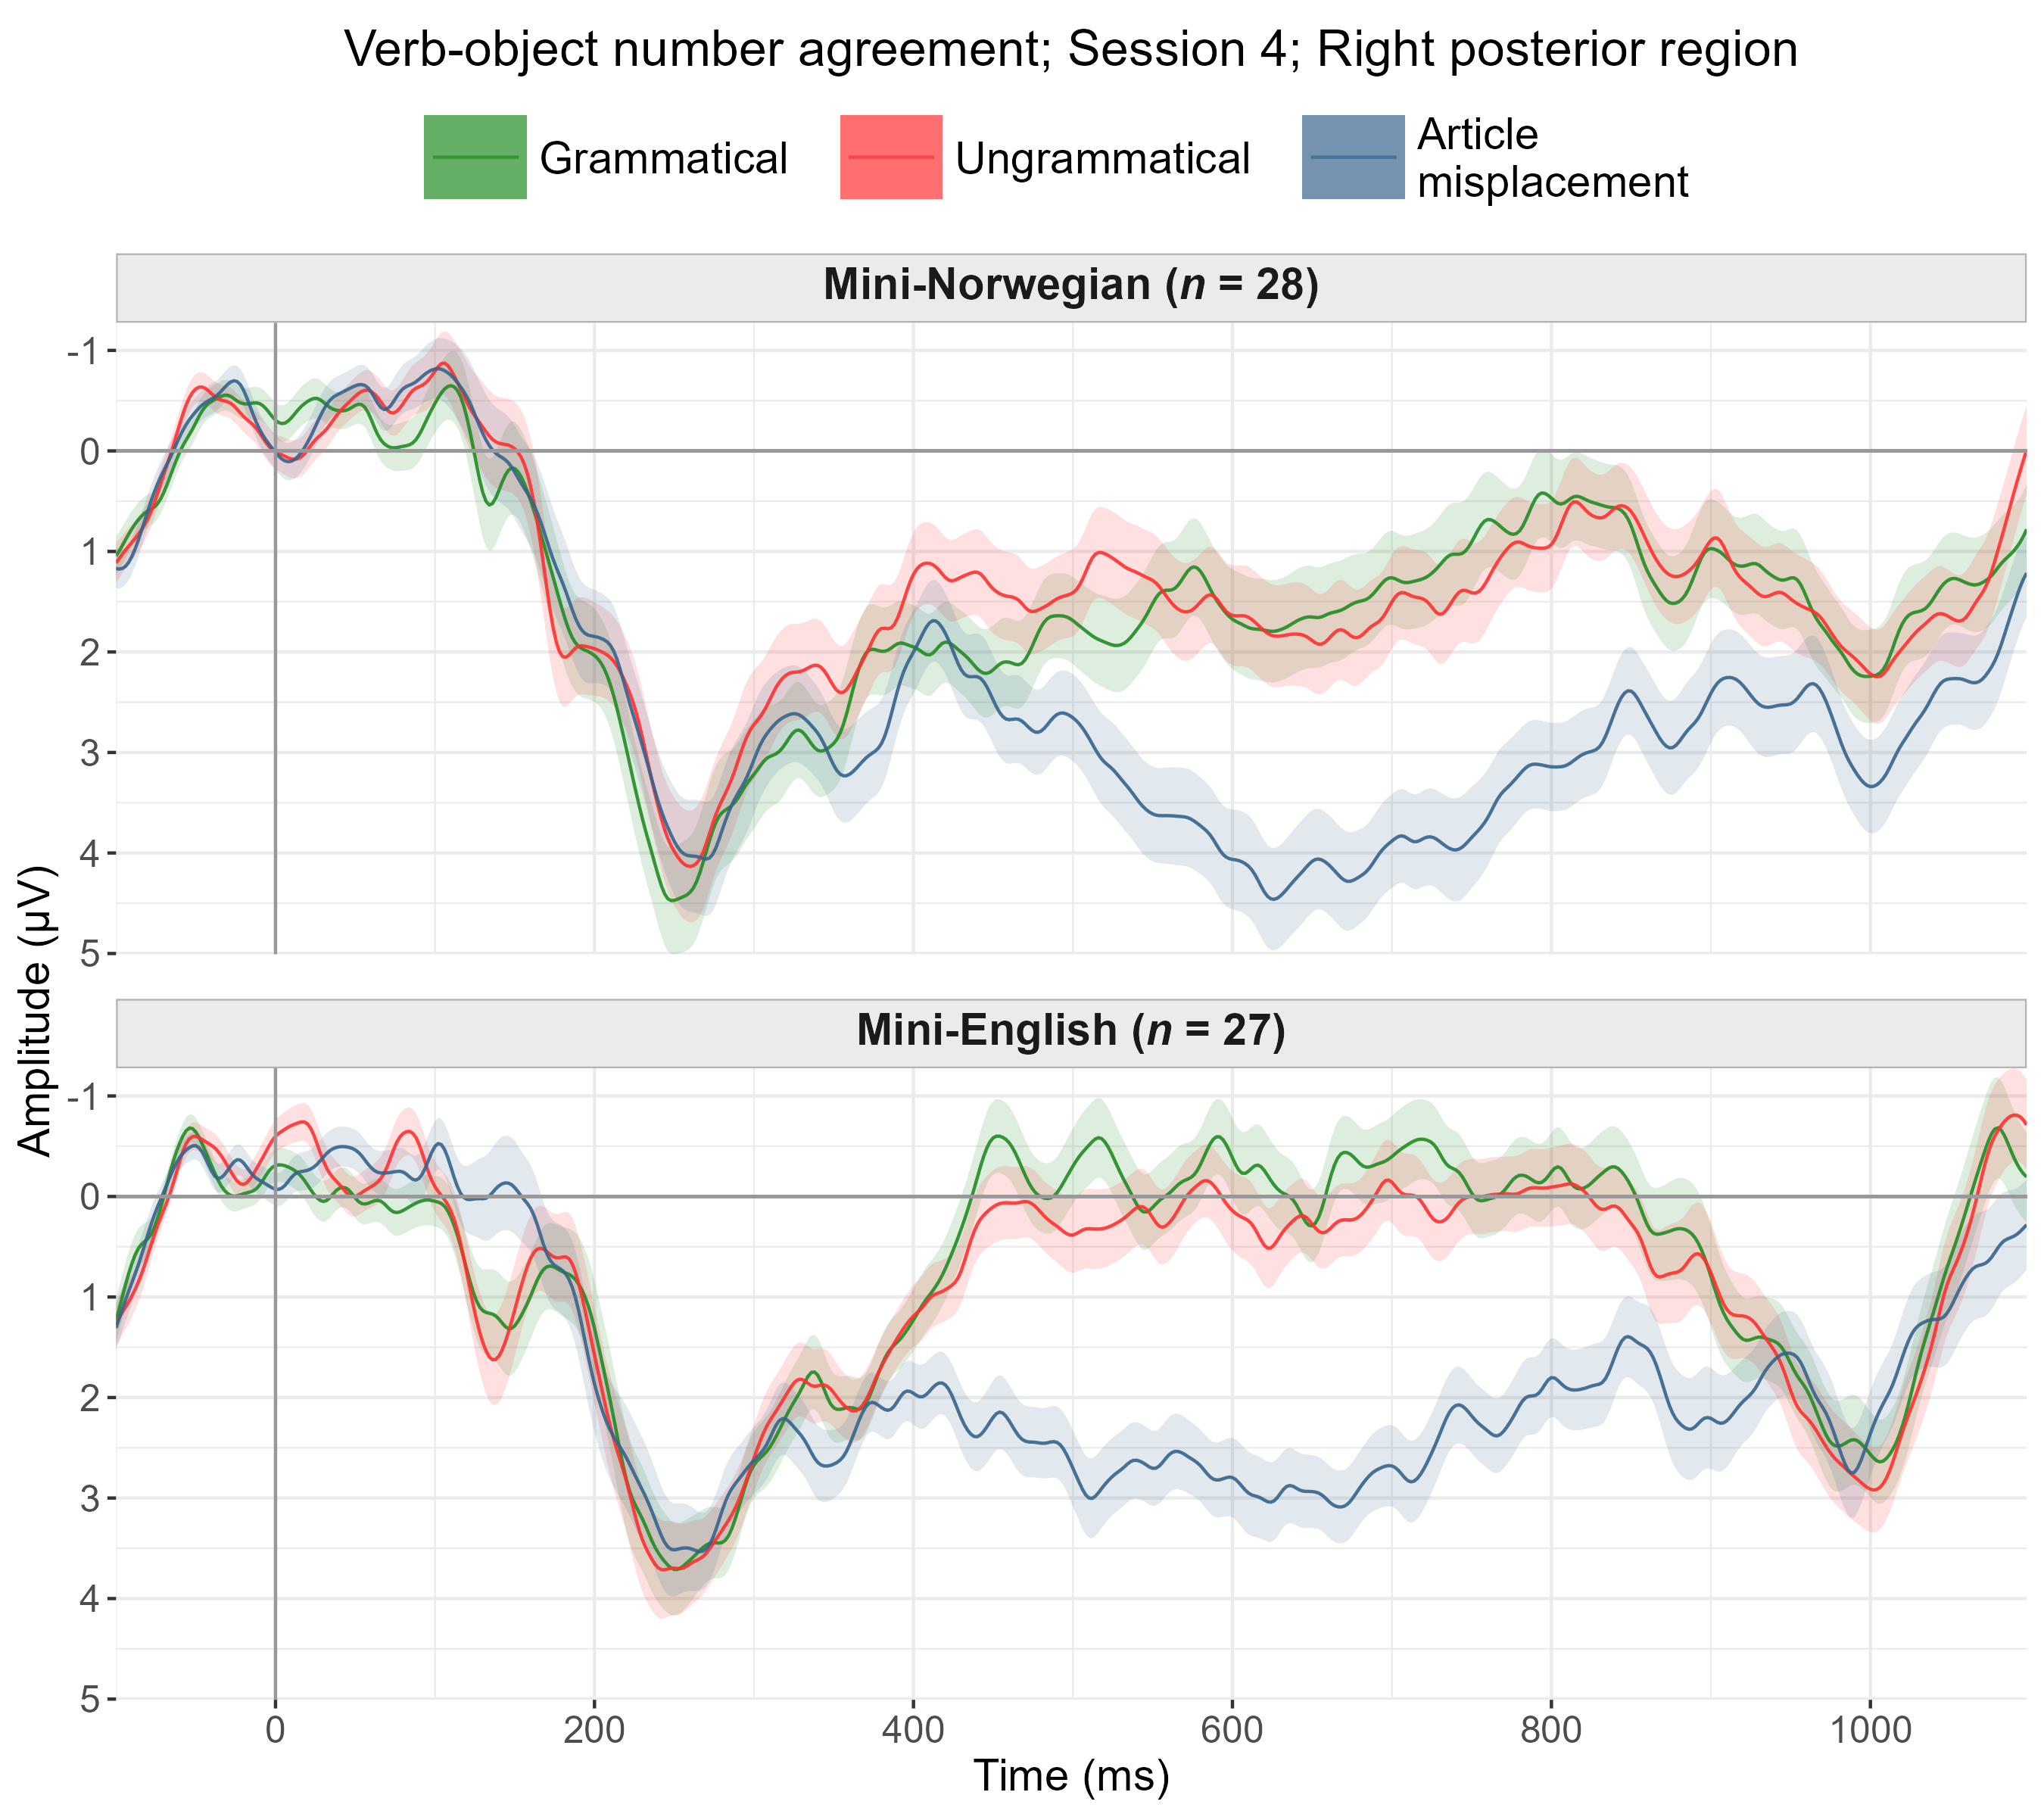 Verb-object number agreement; Session 4; Right posterior region
Grammatical
Ungrammatical
Article
misplacement
Mini-Norwegian (n = 28)
-1
0
1
2
3
4
5
Mini-English (n = 27)
-1
0
1
2
3
4
5
Amplitude (µV)
0 200 400 600 800 1000
Time (ms)